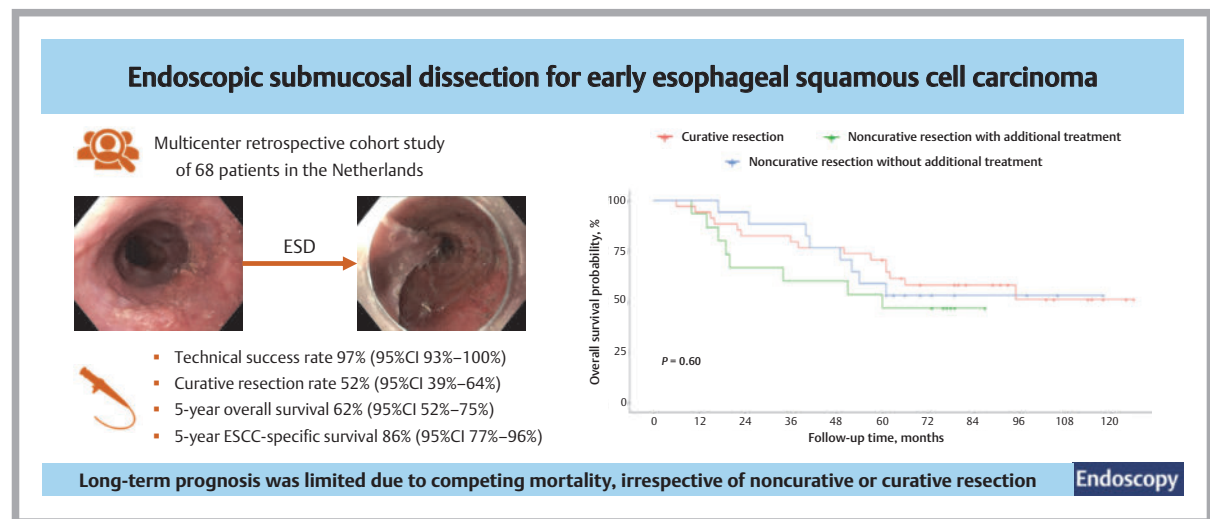 Endoscopic submucosal dissection for early esophageal squamous cell carcinoma
Multicenter retrospective cohort study
of 68 patients in the Netherlands
ESD
▪ Technical success rate 97% (95%CI 93%–100%)
▪ Curative resection rate 52% (95%CI 39%–64%)
▪ 5-year overall survival 62% (95%CI 52%–75%)
▪ 5-year ESCC-specific survival 86% (95%CI 77%–96%)
Curative resection
Noncurative resection with additional treatment
Noncurative resection without additional treatment
Overall survival probability, %
100
75
50
25
0
P = 0.60
0 12 24 36 48 60 72 84 96 108 120
Follow-up time, months
Long-term prognosis was limited due to competing mortality, irrespective of noncurative or curative resection
Endoscopy